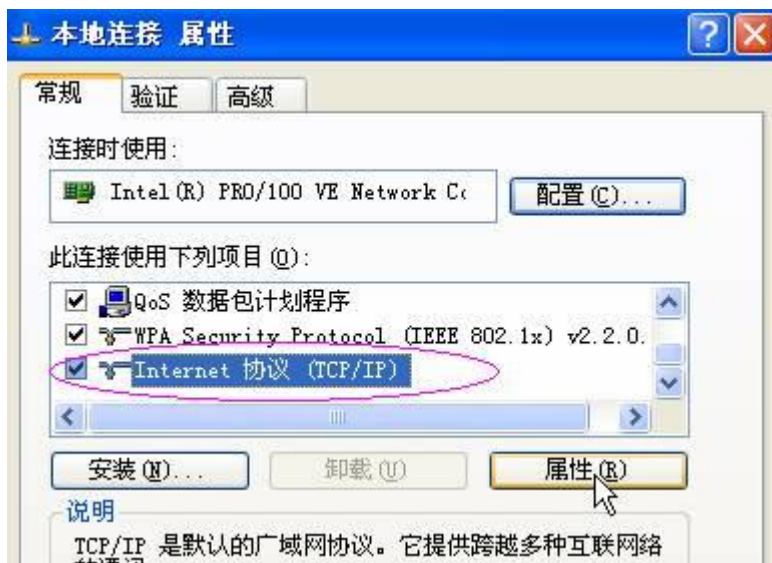 本地连接 属性
常规 验证 高级
连接时使用:
Intel(R) PRO/100 VE Network Co
配置(C)...
此连接使用下列项目(O):
QoS 数据包计划程序
WPA Security Protocol (IEEE 802.1x) v2.2.0.
Internet 协议 (TCP/IP)
安装(N)... 卸载(U) 属性(R)
说明
TCP/IP 是默认的广域网协议。它提供跨越多种互联网络